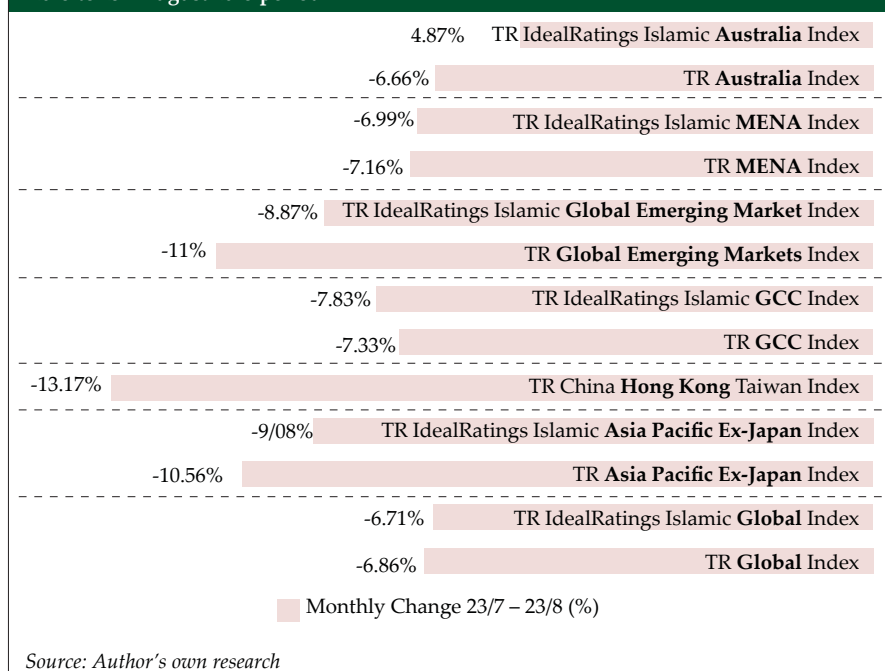 4.87% TR IdealRatings Islamic Australia Index
-6.66% TR Australia Index
-6.99% TR IdealRatings Islamic MENA Index
-7.16% TR MENA Index
-8.87% TR IdealRatings Islamic Global Emerging Market Index
-11% TR Global Emerging Markets Index
-7.83% TR IdealRatings Islamic GCC Index
-7.33% TR GCC Index
-13.17% TR China Hong Kong Taiwan Index
-9/08% TR IdealRatings Islamic Asia Pacific Ex-Japan Index
-10.56% TR Asia Pacific Ex-Japan Index
-6.71% TR IdealRatings Islamic Global Index
-6.86% TR Global Index
Monthly Change 23/7 – 23/8 (%)
Source: Author's own research